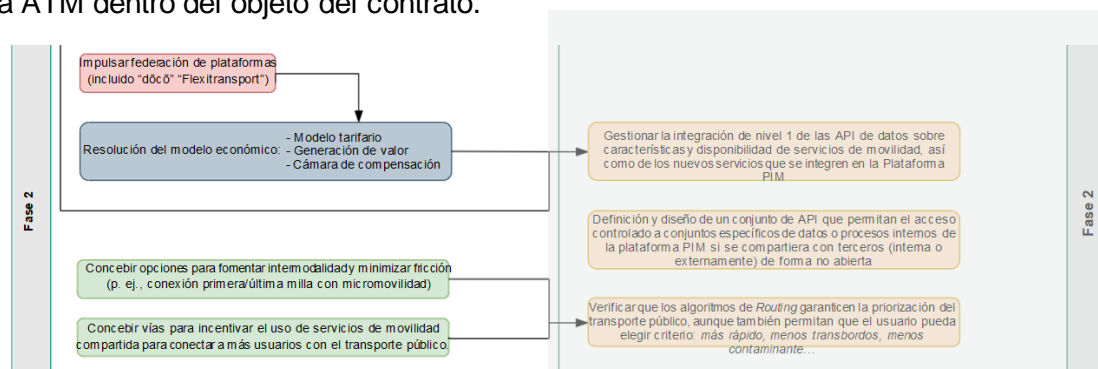 a ATM dentro del objeto del contrato.
Impulsar federación de plataformas
(incluido “dōcō” “Flexitransport”)
Resolución del modelo económico:
- Modelo tarifario
- Generación de valor
- Cámara de compensación
Fase 2
Concebir opciones para fomentar intermodalidad y minimizar fricción
(p. ej., conexión primera/última milla con micromovilidad)
Concebir vías para incentivar el uso de servicios de movilidad
compartida para conectar a más usuarios con el transporte público.
Gestionar la integración de nivel 1 de las API de datos sobre
características y disponibilidad de servicios de movilidad, así
como de los nuevos servicios que se integren en la Plataforma
PIM
Definición y diseño de un conjunto de API que permitan el acceso
controlado a conjuntos específicos de datos o procesos internos de
la plataforma PIM si se compartiera con terceros (interna o
externamente) de forma no abierta
Verificar que los algoritmos de Routing garanticen la priorización del
transporte público, aunque también permitan que el usuario pueda
elegir criterio: más rápido, menos transbordos, menos
contaminante…
Fase 2